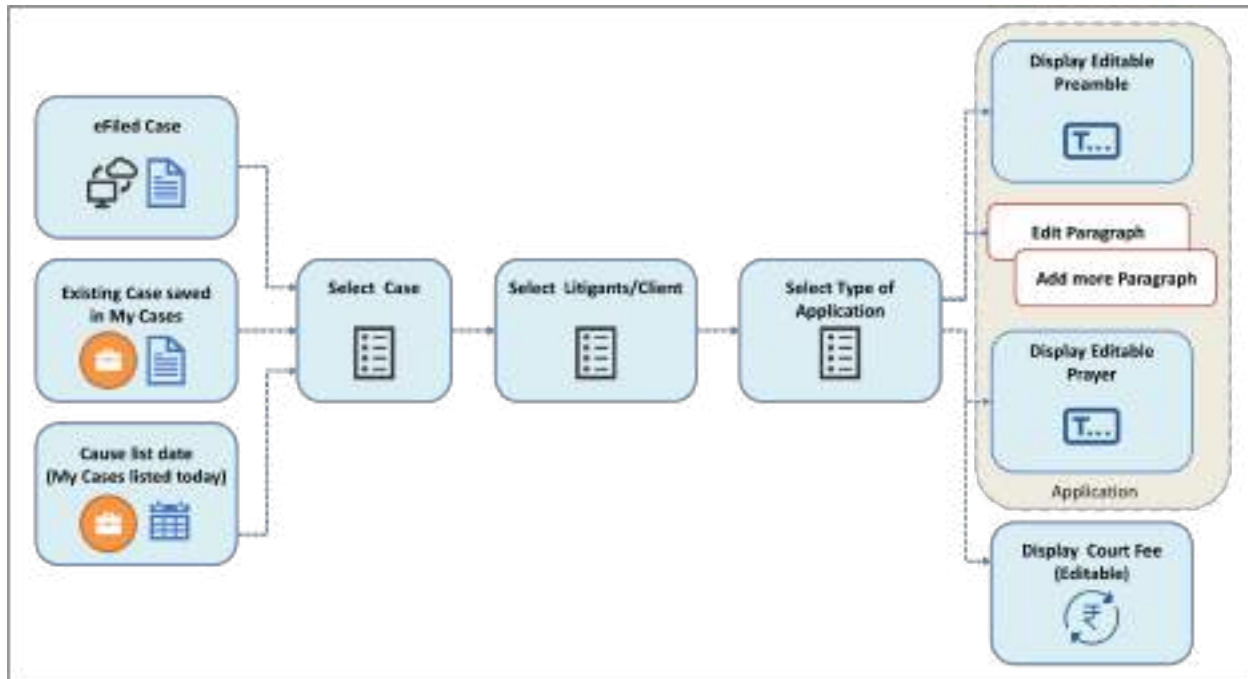 eFiled Case
Existing Case saved
in My Cases
Cause list date
(My Cases listed today)
Select Case
Select Litigants/Client
Select Type of
Application
Display Editable
Preamble
T...
Edit Paragraph
Add more Paragraph
Display Editable
Prayer
T...
Application
Display Court Fee
(Editable)
₹